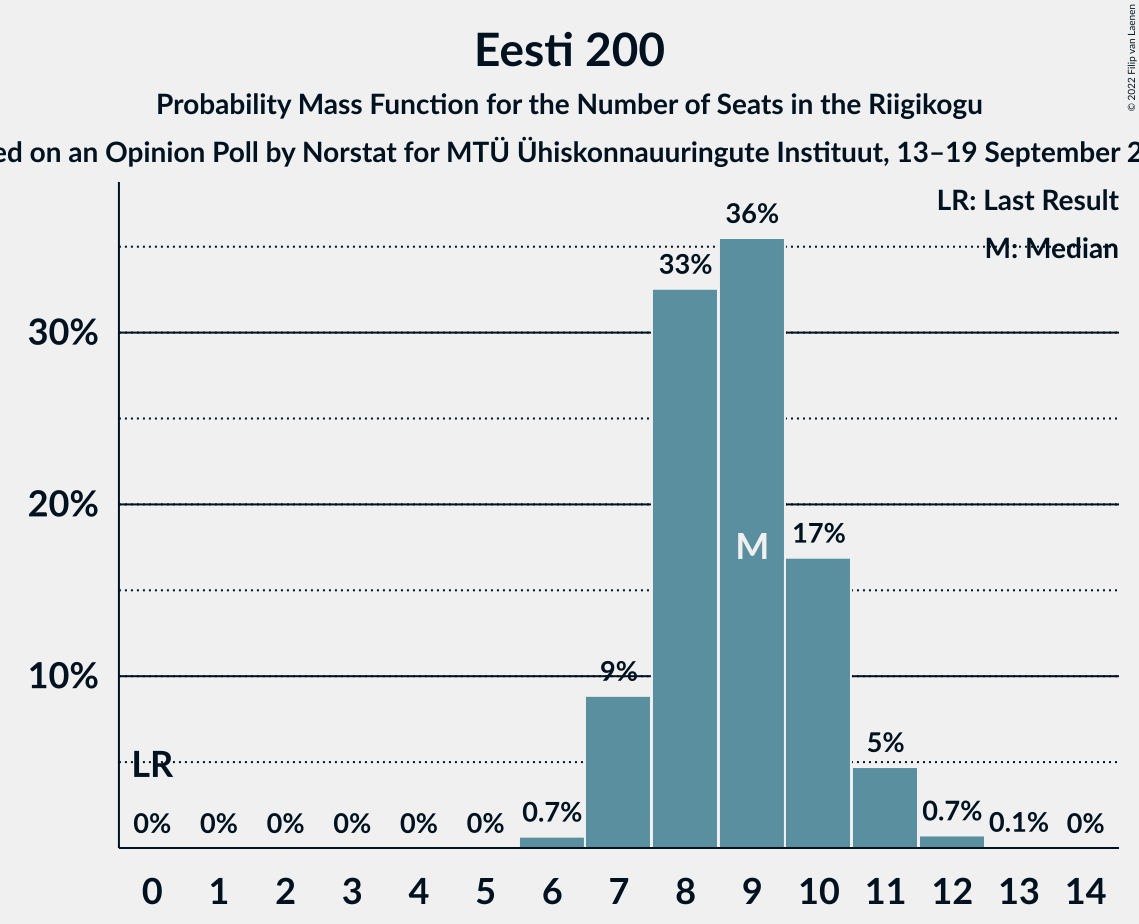 © 2022 Filip van Laenen
Eesti 200
Probability Mass Function for the Number of Seats in the Riigikogu
on an Opinion Poll by Norstat for MTÜ Ühiskonnauuringute Instituut, 13–19 September
LR: Last Result
M: Median
36%
33%
30%
20%
M
17%
10%
9%
LR
5%
0% 0% 0% 0% 0% 0% 0.7% 0.7% 0.1% 0%
0 1 2 3 4 5 6 7 8 9 10 11 12 13 14